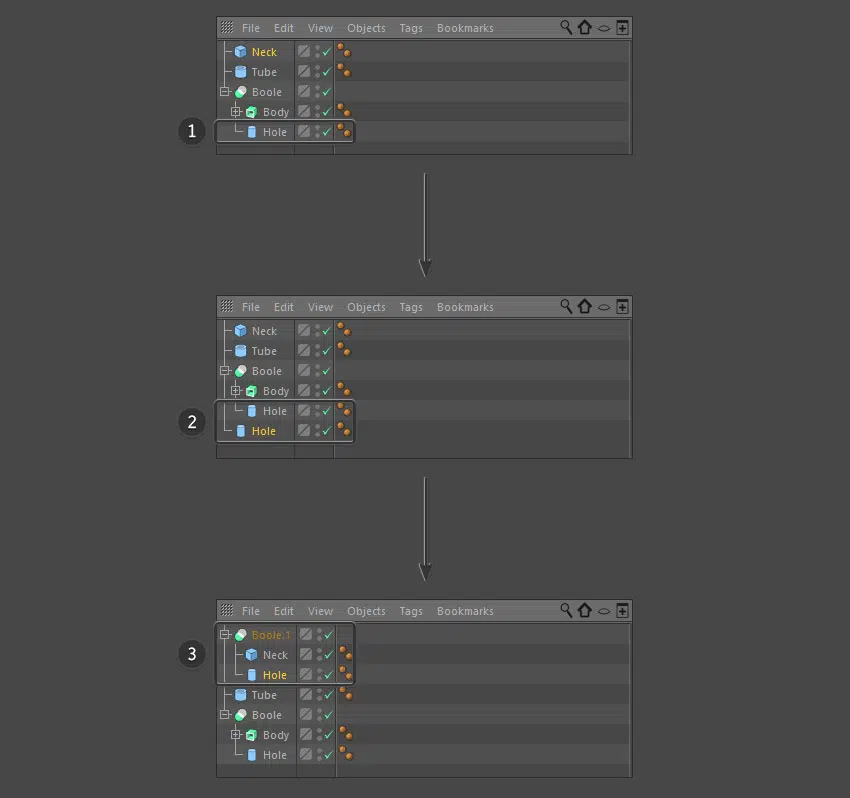 File Edit View Objects Tags Bookmarks
Neck
Tube
Boole
Body
1 Hole
File Edit View Objects Tags Bookmarks
Neck
Tube
Boole
Body
Hole
2
Hole
File Edit View Objects Tags Bookmarks
Boole.1
3 Neck
Hole
Tube
Boole
Body
Hole